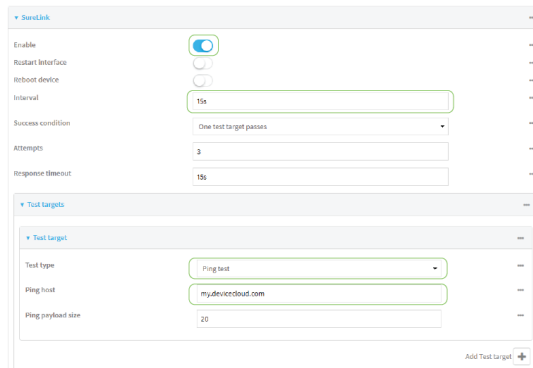 SureLink
Enable
Restart Interface
Reboot device
Interval
15s
Success condition
One test target passes
Attempts
3
Response timeout
15s
Test targets
Test target
Test type
Ping test
Ping host
my.devicecloud.com
Ping payload size
20
Add Test target